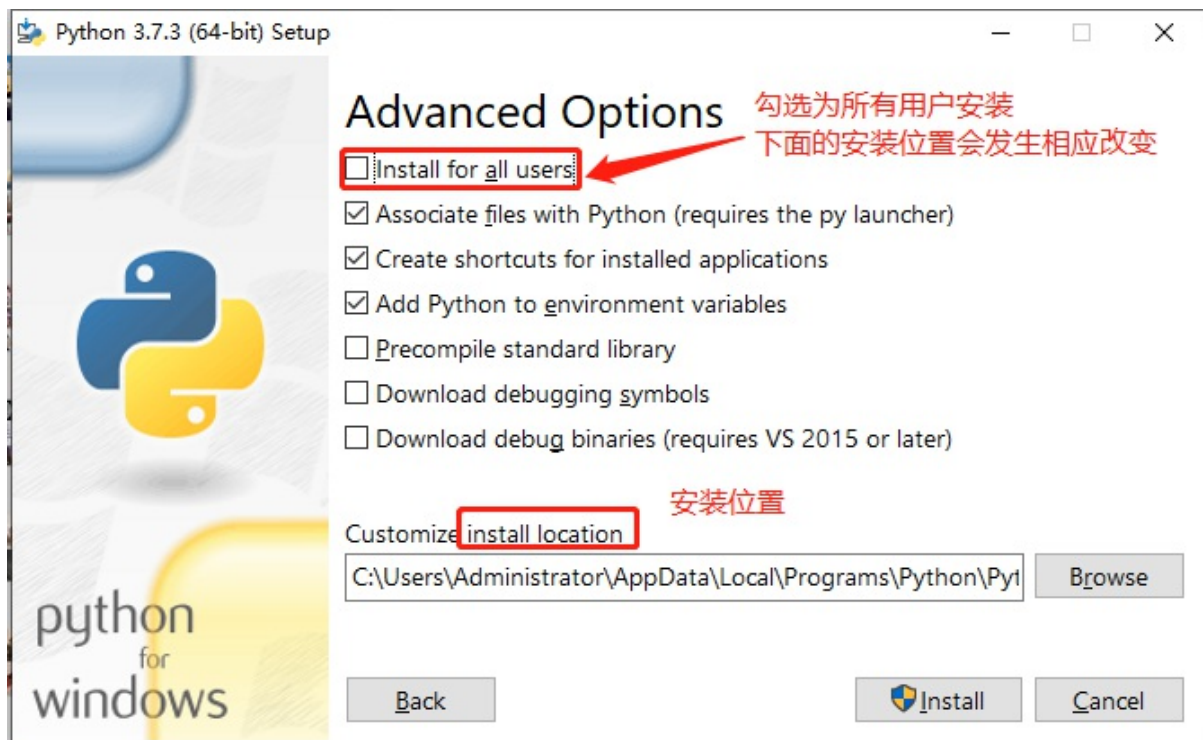 Python 3.7.3 (64-bit) Setup
Advanced Options
勾选为所有用户安装
下面的安装位置会发生相应改变
Install for all users
Associate files with Python (requires the py launcher)
Create shortcuts for installed applications
Add Python to environment variables
Precompile standard library
Download debugging symbols
Download debug binaries (requires VS 2015 or later)
安装位置
Customize install location
C:\Users\Administrator\AppData\Local\Programs\Python\Pyt
Browse
python
for
windows
Back
Install
Cancel